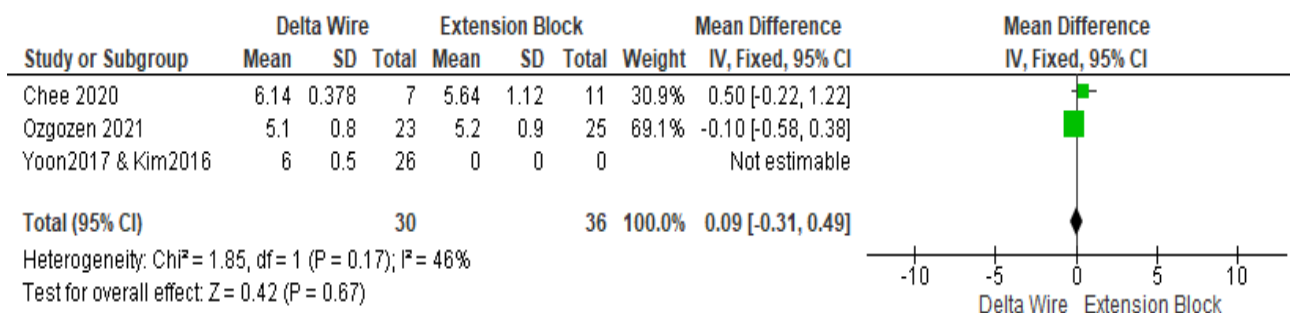 Delta Wire Extension Block Mean Difference Mean Difference
Study or Subgroup Mean SD Total Mean SD Total Weight IV, Fixed, 95% CI IV, Fixed, 95% CI
Chee 2020 6.14 0.378 7 5.64 1.12 11 30.9% 0.50 [-0.22, 1.22]
Ozgozen 2021 5.1 0.8 23 5.2 0.9 25 69.1% -0.10 [-0.58, 0.38]
Yoon2017 & Kim2016 6 0.5 26 0 0 0 Not estimable
Total (95% CI) 30 36 100.0% 0.09 [-0.31, 0.49]
Heterogeneity: Chi² = 1.85, df = 1 (P = 0.17); I² = 46%
Test for overall effect: Z = 0.42 (P = 0.67)
-10 -5 0 5 10
Delta Wire Extension Block